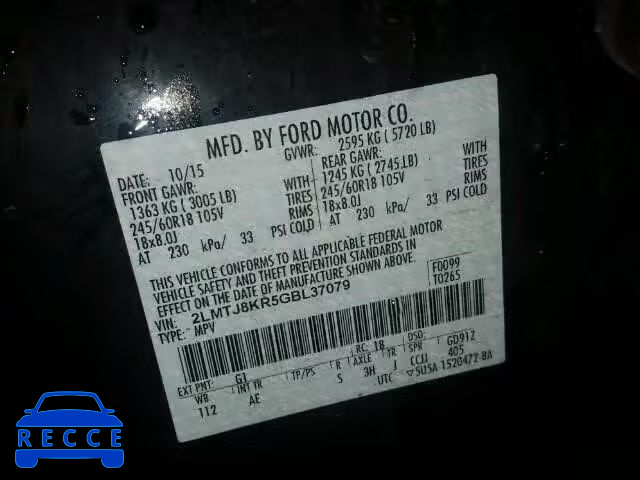 MFD. BY FORD MOTOR CO.
DATE: 10/15 GVWR: 2595 KG ( 5720 LB)
FRONT GAWR: REAR GAWR:
1363 KG ( 3005 LB) WITH 1245 KG ( 2745LB) WITH
245/60R18 105V TIRES 245/60R18 105V TIRES
18x8.0J RIMS 18x8.0J RIMS
AT 230 kPa/ 33 PSI COLD AT 230 kPa/ 33 PSI COLD
THIS VEHICLE CONFORMS TO ALL APPLICABLE FEDERAL MOTOR
VEHICLE SAFETY AND THEFT PREVENTION STANDARDS IN
EFFECT ON THE DATE OF MANUFACTURE SHOWN ABOVE.
VIN: 2LMTJ8KR5GBL37079 F0099
TYPE: MPV T0265
EXT PNT: G1 RC: 18 DSO: GD912
WB INT TR TP/PS R AXLE TR SPR 405
112 AE S 3H J CCJJ
UTC 5U5A 1520472 BA
RECCE